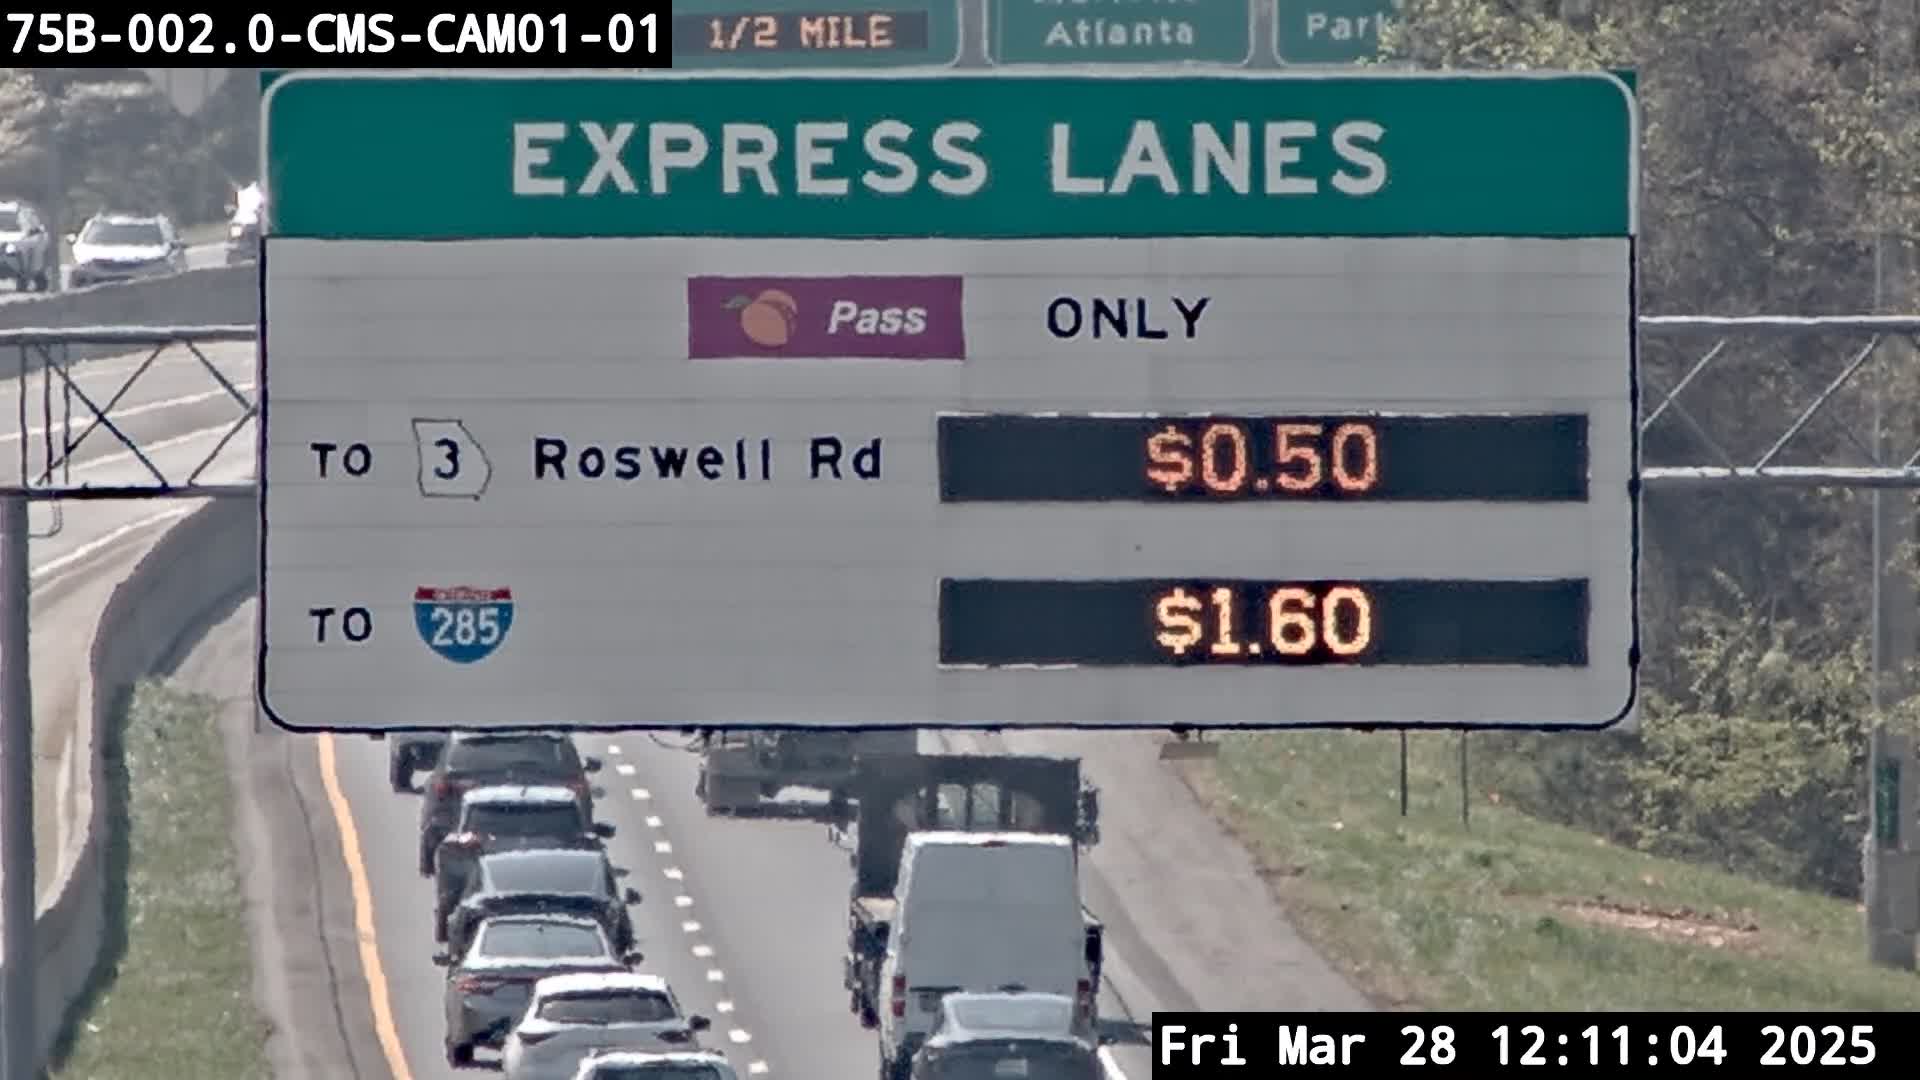 75B-002.0-CMS-CAM01-01
1/2 MILE
Atlanta
Park
EXPRESS LANES
Pass ONLY
TO 3 Roswell Rd $0.50
TO 285 $1.60
Fri Mar 28 12:11:04 2025